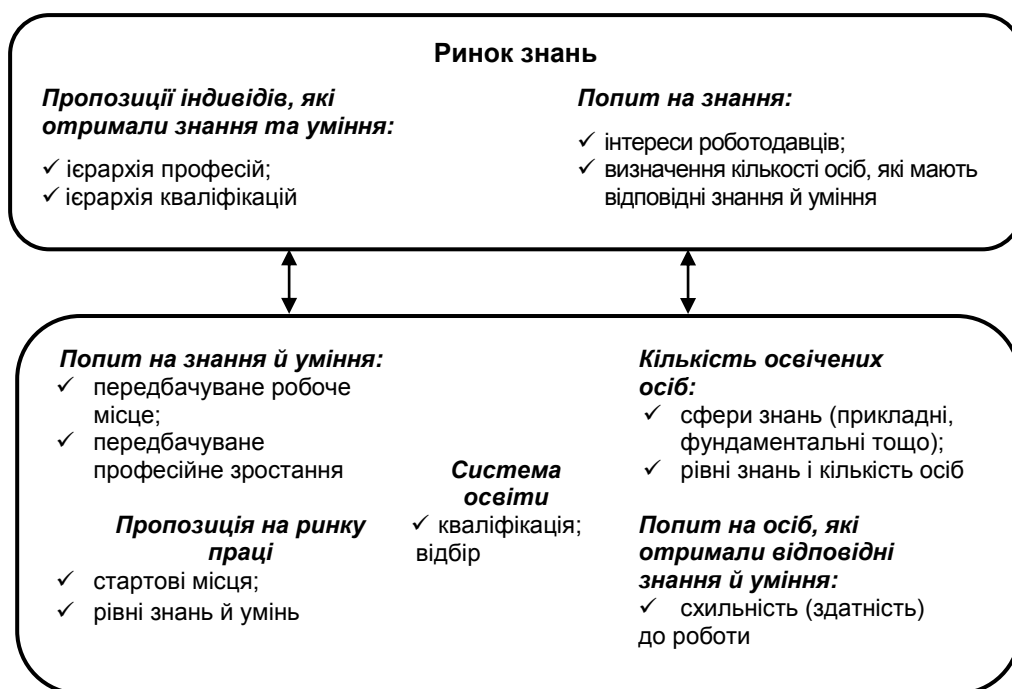 Ринок знань
Пропозиції індивідів, які
отримали знання та уміння:
✓ ієрархія професій;
✓ ієрархія кваліфікацій
Попит на знання:
✓ інтереси роботодавців;
✓ визначення кількості осіб, які мають
відповідні знання й уміння
Попит на знання й уміння:
✓ передбачуване робоче
місце;
✓ передбачуване
професійне зростання
Пропозиція на ринку
праці
✓ стартові місця;
✓ рівні знань й умінь
Система
освіти
✓ кваліфікація;
відбір
Кількість освічених
осіб:
✓ сфери знань (прикладні,
фундаментальні тощо);
✓ рівні знань і кількість осіб
Попит на осіб, які
отримали відповідні
знання й уміння:
✓ схильність (здатність)
до роботи